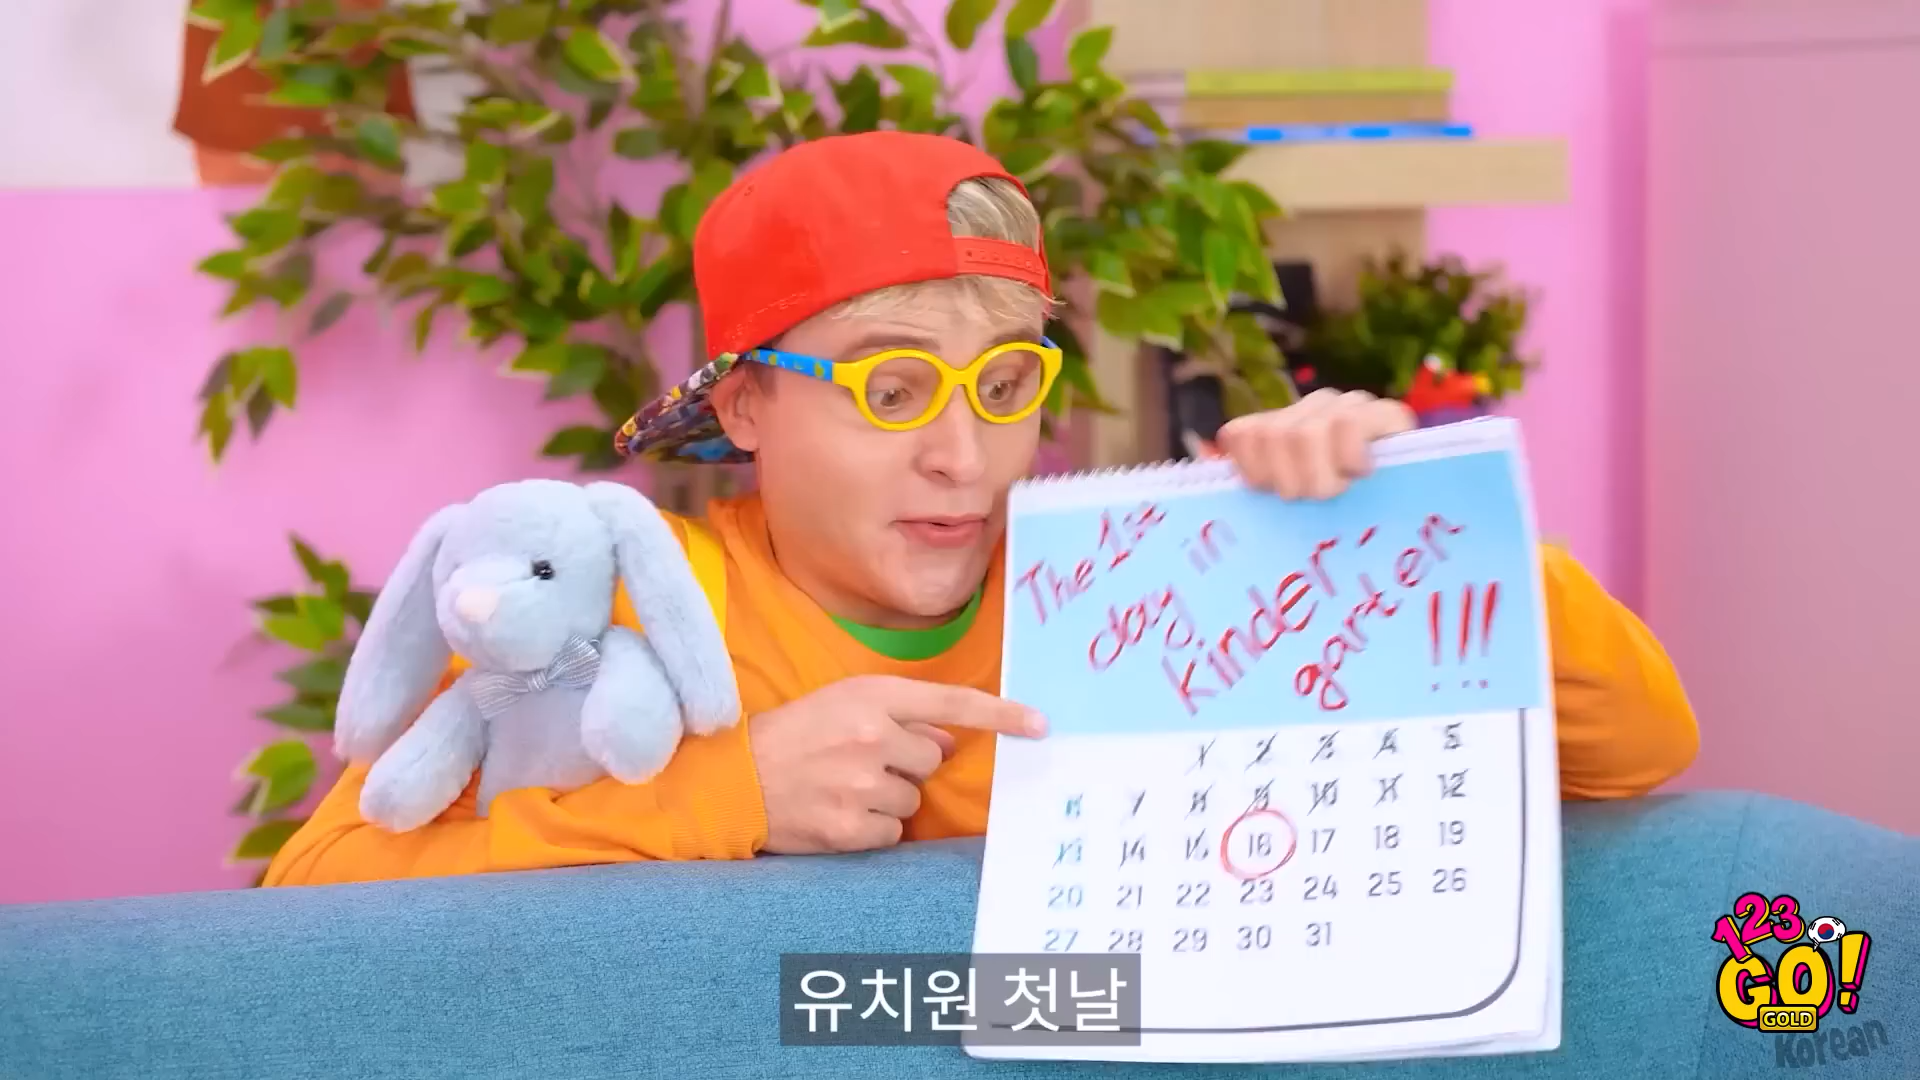 The 1st
day in
kinder-
garten
!!!
1 2 3 4 5
6 7 8 9 10 11 12
13 14 15 16 17 18 19
20 21 22 23 24 25 26
27 28 29 30 31
유치원 첫날
123
GO!
GOLD
Korean